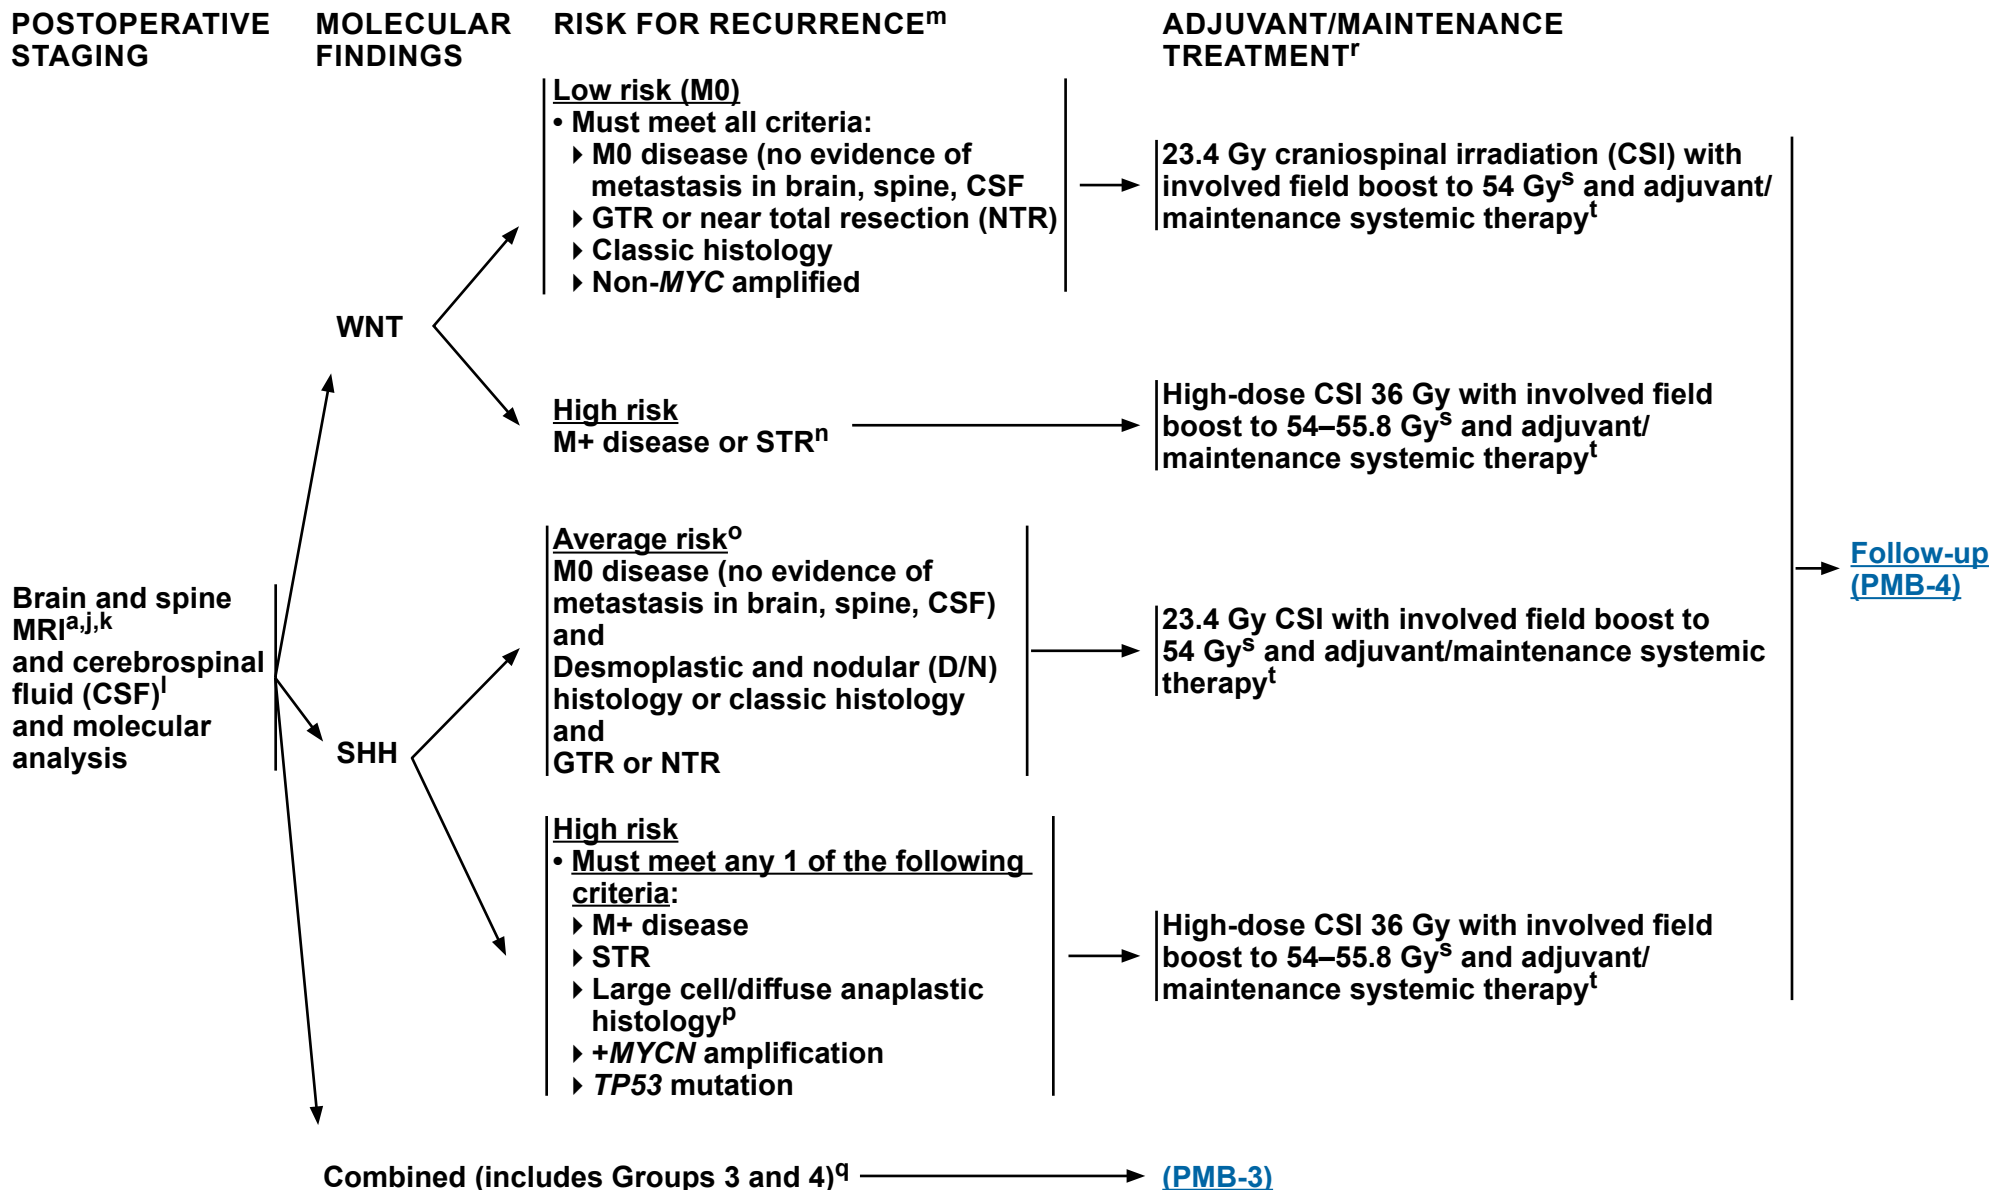 POSTOPERATIVE
STAGING
MOLECULAR
FINDINGS
RISK FOR RECURRENCEm
ADJUVANT/MAINTENANCE
TREATMENTr
Low risk (M0)
• Must meet all criteria:
▸ M0 disease (no evidence of
metastasis in brain, spine, CSF
▸ GTR or near total resection (NTR)
▸ Classic histology
▸ Non-MYC amplified
23.4 Gy craniospinal irradiation (CSI) with
involved field boost to 54 Gys and adjuvant/
maintenance systemic therapyt
WNT
High risk
M+ disease or STRn
High-dose CSI 36 Gy with involved field
boost to 54–55.8 Gys and adjuvant/
maintenance systemic therapyt
Brain and spine
MRIa,j,k
and cerebrospinal
fluid (CSF)l
and molecular
analysis
SHH
Average risko
M0 disease (no evidence of
metastasis in brain, spine, CSF)
and
Desmoplastic and nodular (D/N)
histology or classic histology
and
GTR or NTR
23.4 Gy CSI with involved field boost to
54 Gys and adjuvant/maintenance systemic
therapyt
High risk
• Must meet any 1 of the following
criteria:
▸ M+ disease
▸ STR
▸ Large cell/diffuse anaplastic
histologyp
▸ +MYCN amplification
▸ TP53 mutation
High-dose CSI 36 Gy with involved field
boost to 54–55.8 Gys and adjuvant/
maintenance systemic therapyt
Follow-up
(PMB-4)
Combined (includes Groups 3 and 4)q
(PMB-3)